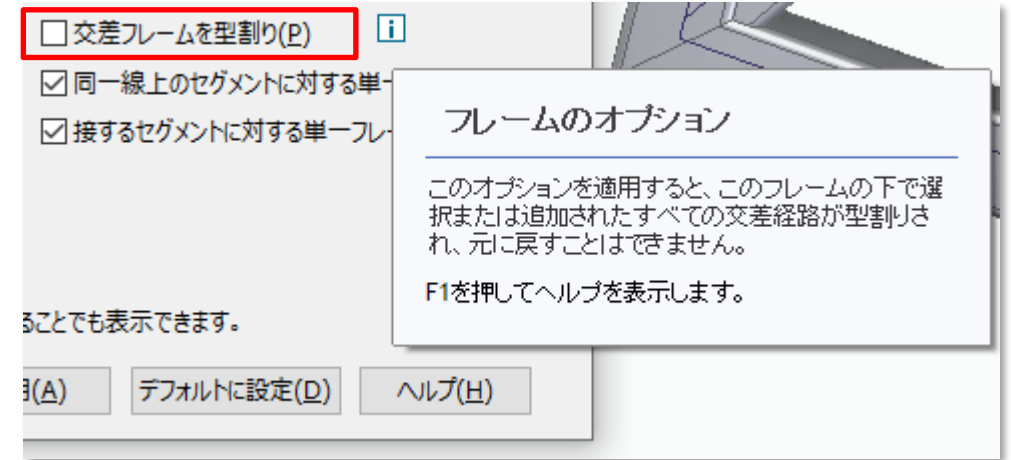 交差フレームを型割り(P)
i
同一線上のセグメントに対する単一
接するセグメントに対する単一フレー
フレームのオプション
このオプションを適用すると、このフレームの下で選
択または追加されたすべての交差経路が型割りさ
れ、元に戻すことはできません。
F1を押してヘルプを表示します。
ることでも表示できます。
(A)
デフォルトに設定(D)
ヘルプ(H)